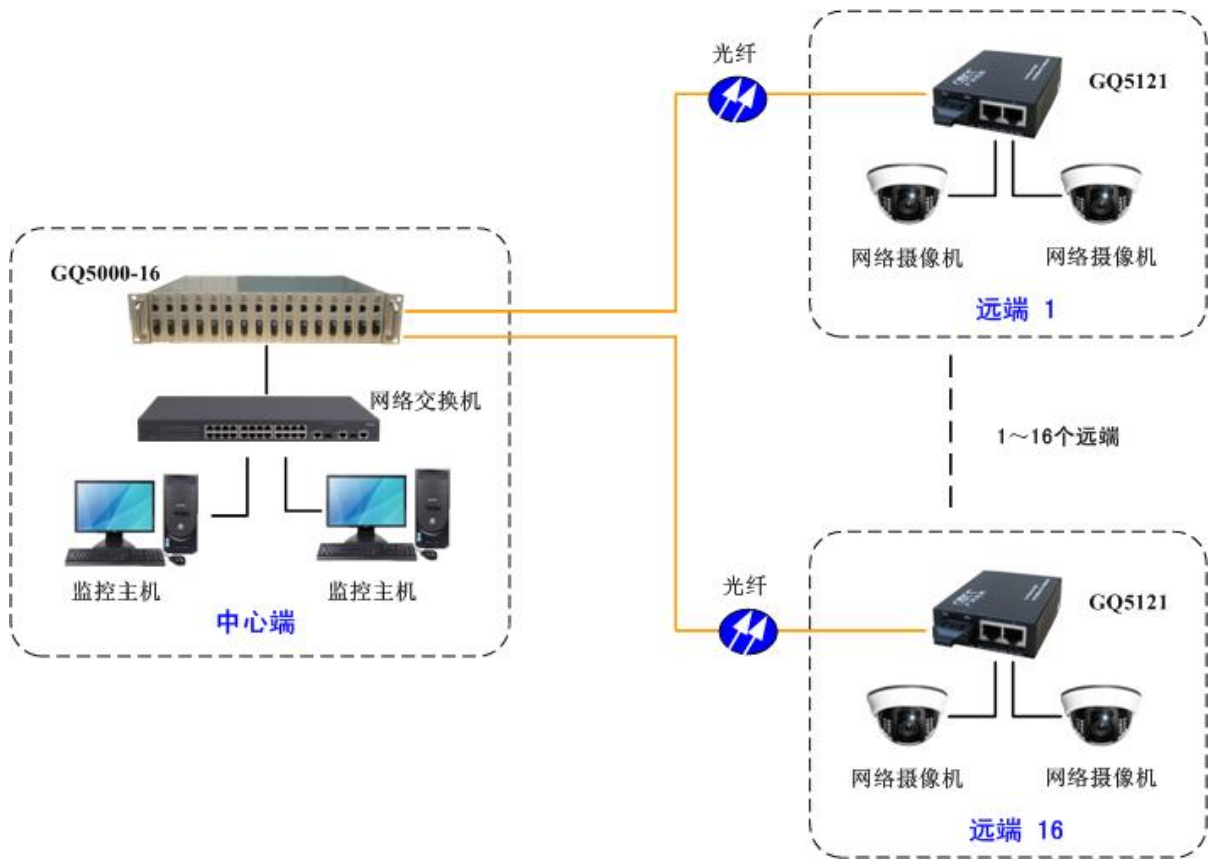 光纤
GQ5121
网络摄像机
网络摄像机
远端 1
GQ5000-16
网络交换机
监控主机
监控主机
中心端
1～16个远端
光纤
GQ5121
网络摄像机
网络摄像机
远端 16